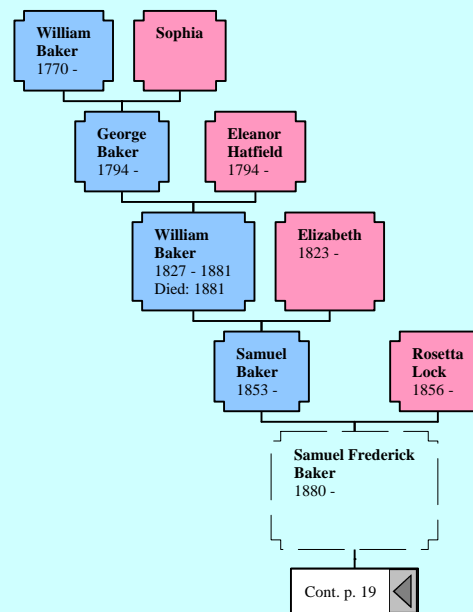 William
Baker
1770 -
Sophia
George
Baker
1794 -
Eleanor
Hatfield
1794 -
William
Baker
1827 - 1881
Died: 1881
Elizabeth
1823 -
Samuel
Baker
1853 -
Rosetta
Lock
1856 -
Samuel Frederick
Baker
1880 -
Cont. p. 19